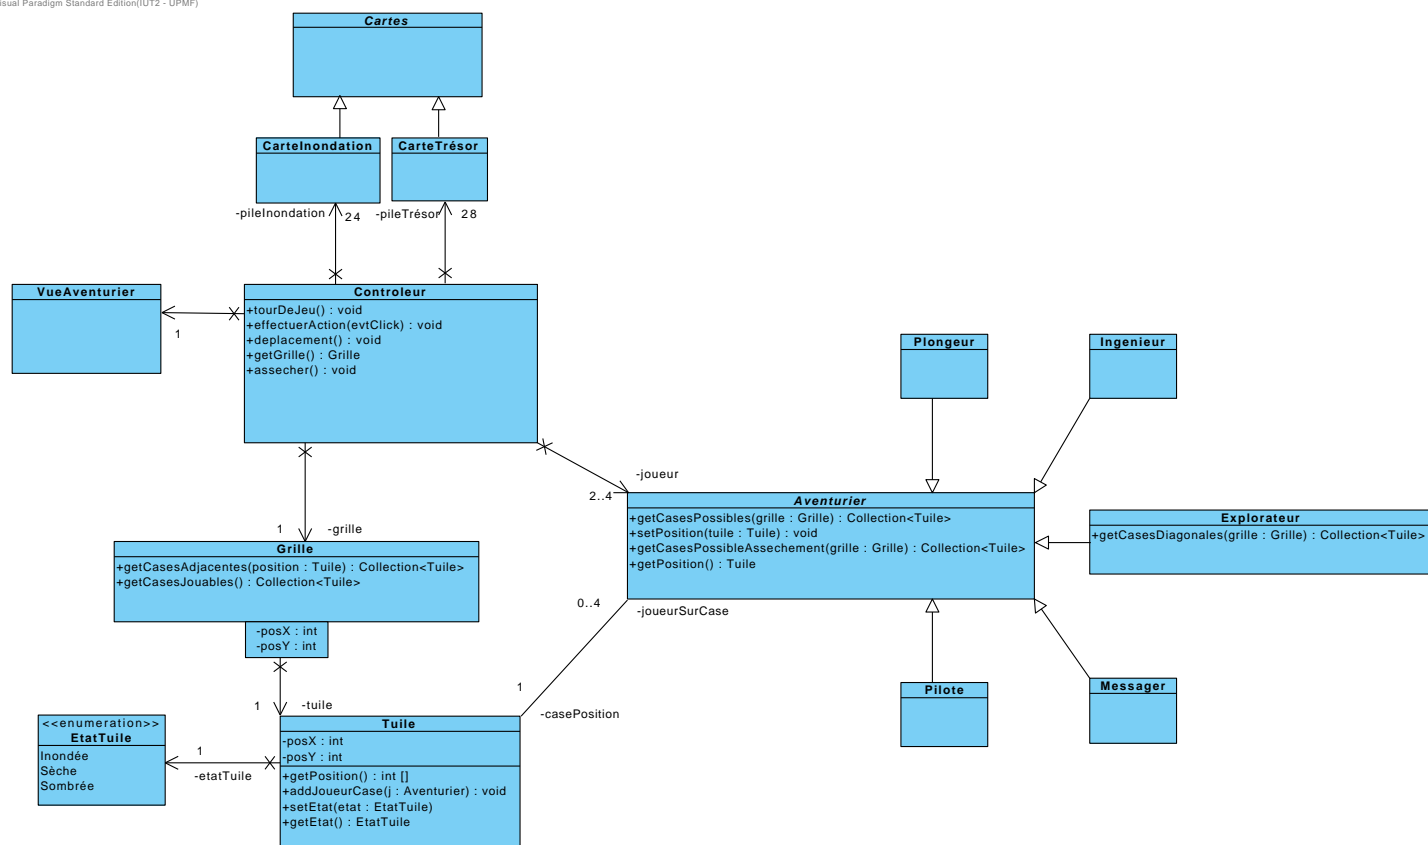 isual Paradigm Standard Edition(IUT2 - UPMF)
Cartes
CarteInondation
CarteTrésor
-pileInondation
24
-pileTrésor
28
VueAventurier
1
Controleur
+tourDeJeu() : void
+effectuerAction(evtClick) : void
+deplacement() : void
+getGrille() : Grille
+assecher() : void
Plongeur
Ingenieur
-joueur
2..4
Aventurier
+getCasesPossibles(grille : Grille) : Collection<Tuile>
+setPosition(tuile : Tuile) : void
+getCasesPossibleAssechement(grille : Grille) : Collection<Tuile>
+getPosition() : Tuile
Explorateur
+getCasesDiagonales(grille : Grille) : Collection<Tuile>
1
-grille
Grille
+getCasesAdjacentes(position : Tuile) : Collection<Tuile>
+getCasesJouables() : Collection<Tuile>
-posX : int
-posY : int
0..4
-joueurSurCase
1
-casePosition
Pilote
Messager
1
-tuile
<<enumeration>>
EtatTuile
Inondée
Sèche
Sombrée
1
-etatTuile
Tuile
-posX : int
-posY : int
+getPosition() : int []
+addJoueurCase(j : Aventurier) : void
+setEtat(etat : EtatTuile)
+getEtat() : EtatTuile